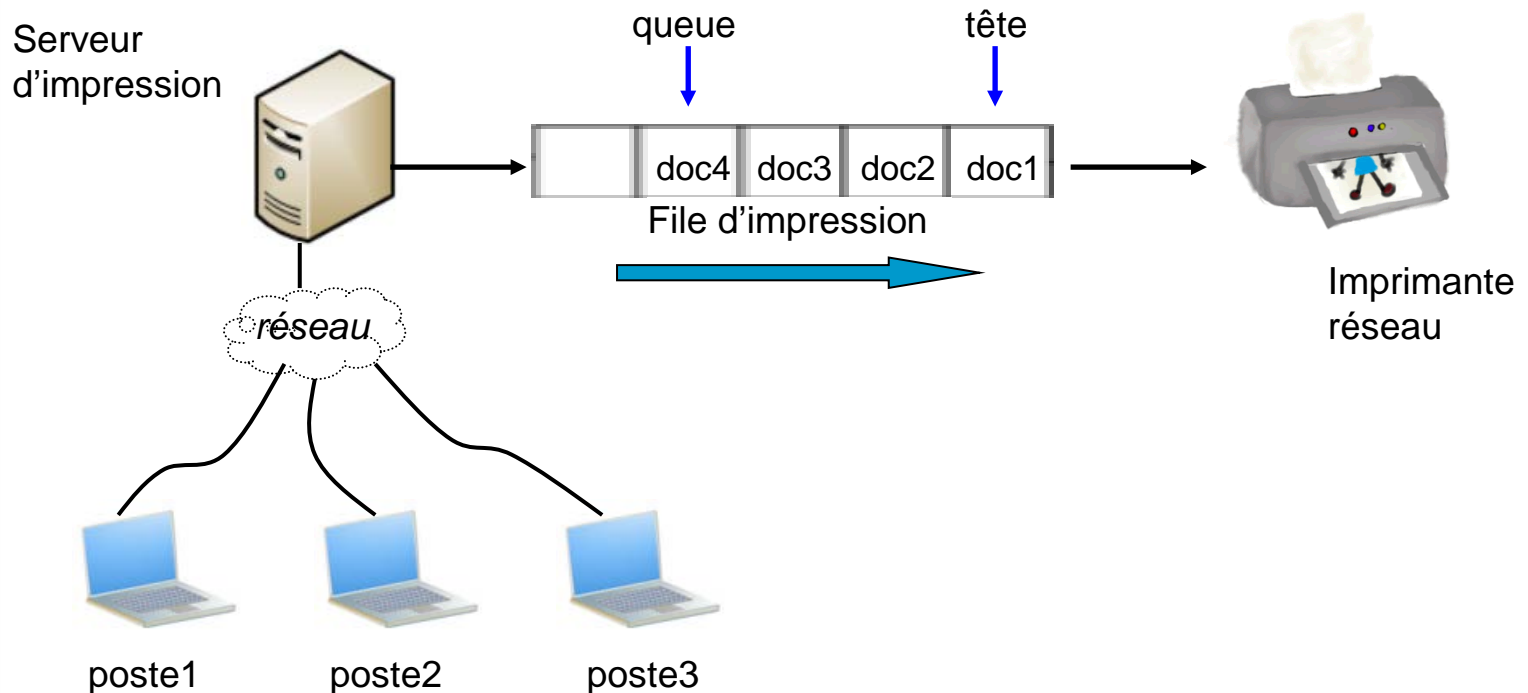 Serveur
d’impression
queue
tête
doc4
doc3
doc2
doc1
File d’impression
Imprimante
réseau
réseau
poste1
poste2
poste3